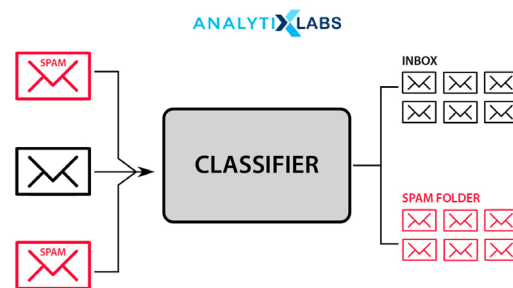 ANALYTIXLABS
SPAM
INBOX
CLASSIFIER
SPAM FOLDER
SPAM